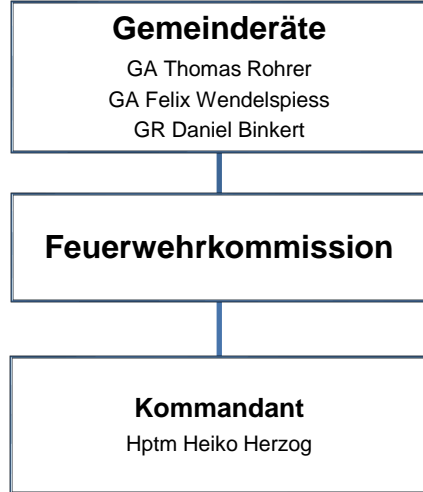 Gemeinderäte
GA Thomas Rohrer
GA Felix Wendelspiess
GR Daniel Binkert
Feuerwehrkommission
Kommandant
Hptm Heiko Herzog